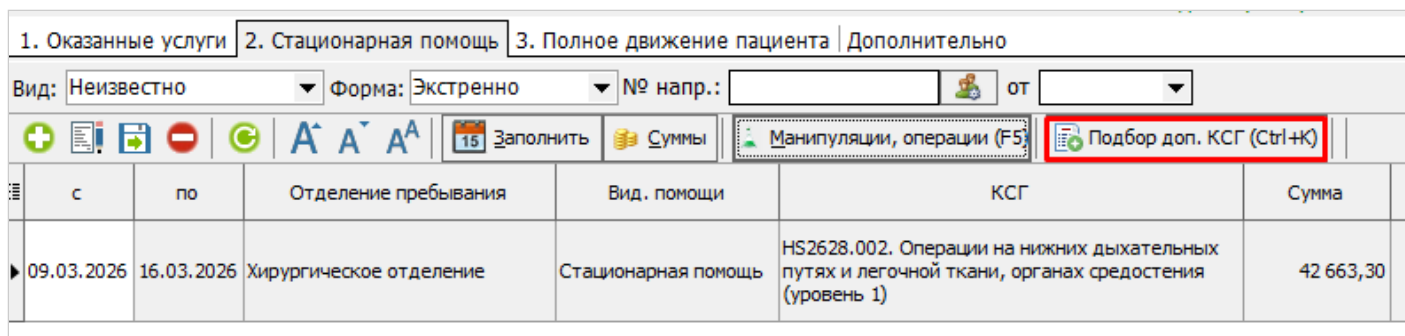 1. Оказанные услуги 2. Стационарная помощь 3. Полное движение пациента Дополнительно
Вид: Неизвестно Форма: Экстренно № напр.: от
A A AA 15 Заполнить Суммы Манипуляции, операции (F5) Подбор доп. КСГ (Ctrl+K)
с по Отделение пребывания Вид. помощи КСГ Сумма
HS2628.002. Операции на нижних дыхательных
09.03.2026 16.03.2026 Хирургическое отделение Стационарная помощь путях и легочной ткани, органах средостения 42 663,30
(уровень 1)